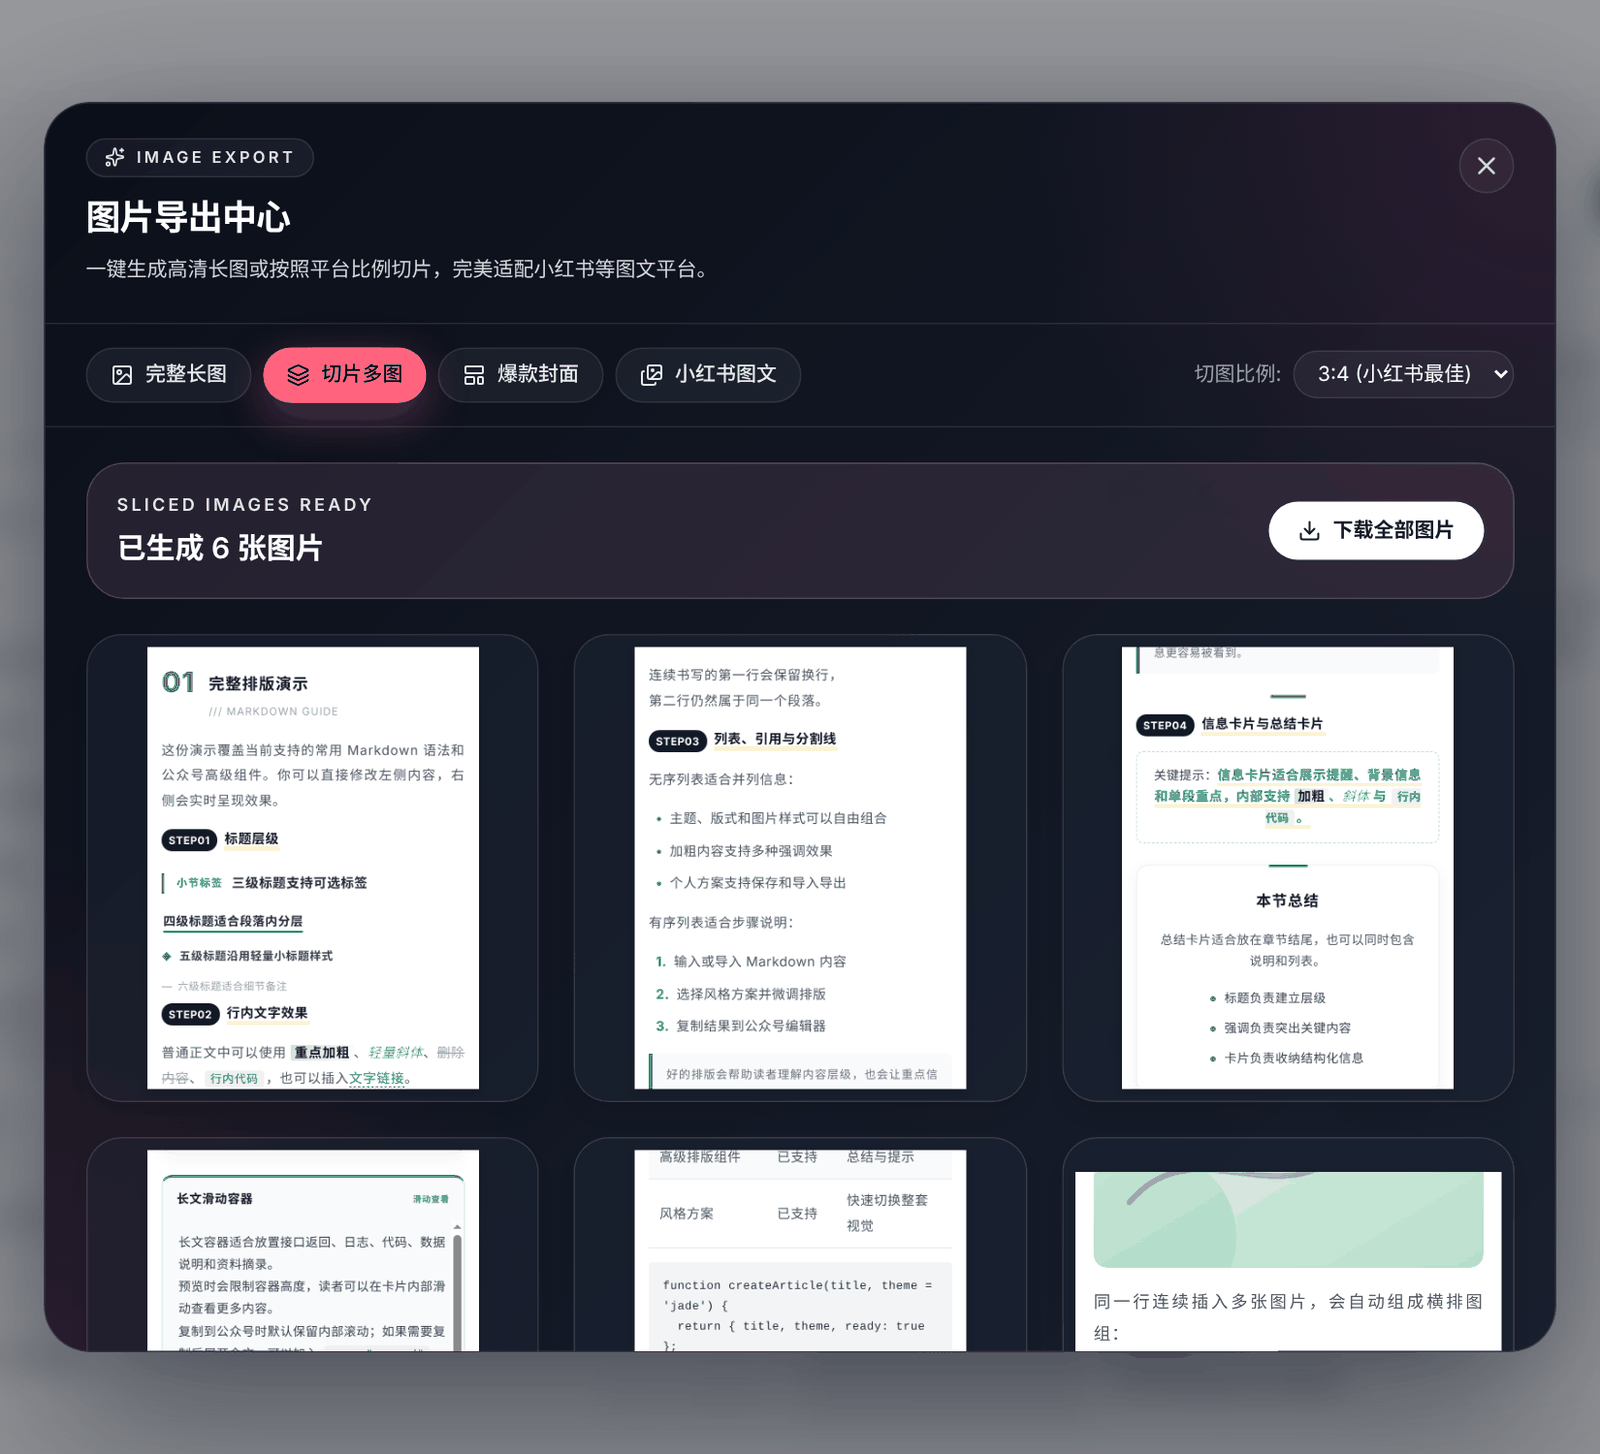 IMAGE EXPORT
图片导出中心
一键生成高清长图或按照平台比例切片，完美适配小红书等图文平台。
完整长图
切片多图
爆款封面
小红书图文
切图比例:
3:4 (小红书最佳)
SLICED IMAGES READY
已生成 6 张图片
下载全部图片
01 完整排版演示
/// MARKDOWN GUIDE
这份演示覆盖当前支持的常用 Markdown 语法和
公众号高级组件。你可以直接修改左侧内容，右
侧会实时呈现效果。
STEP01 标题层级
小节标签 三级标题支持可选标签
四级标题适合段落内分层
五级标题沿用轻量小标题样式
— 六级标题适合细节备注
STEP02 行内文字效果
普通正文中可以使用 重点加粗 、轻量斜体、删除
内容、 行内代码 ，也可以插入文字链接。
连续书写的第一行会保留换行，
第二行仍然属于同一个段落。
STEP03 列表、引用与分割线
无序列表适合并列信息：
• 主题、版式和图片样式可以自由组合
• 加粗内容支持多种强调效果
• 个人方案支持保存和导入导出
有序列表适合步骤说明：
1. 输入或导入 Markdown 内容
2. 选择风格方案并微调排版
3. 复制结果到公众号编辑器
好的排版会帮助读者理解内容层级，也会让重点信
息更容易被看到。
STEP04 信息卡片与总结卡片
关键提示：信息卡片适合展示提醒、背景信息
和单段重点，内部支持 加粗 、斜体 与 行内
代码 。
本节总结
总结卡片适合放在章节结尾，也可以同时包含
说明和列表。
• 标题负责建立层级
• 强调负责突出关键内容
• 卡片负责收纳结构化信息
长文滑动容器
滑动查看
长文容器适合放置接口返回、日志、代码、数据
说明和资料摘录。
预览时会限制容器高度，读者可以在卡片内部滑
动查看更多内容。
复制到公众号时默认保留内部滚动；如果需要复
高级排版组件 已支持 总结与提示
风格方案 已支持 快速切换整套
视觉
function createArticle(title, theme =
'jade') {
return { title, theme, ready: true
};
同一行连续插入多张图片，会自动组成横排图
组：